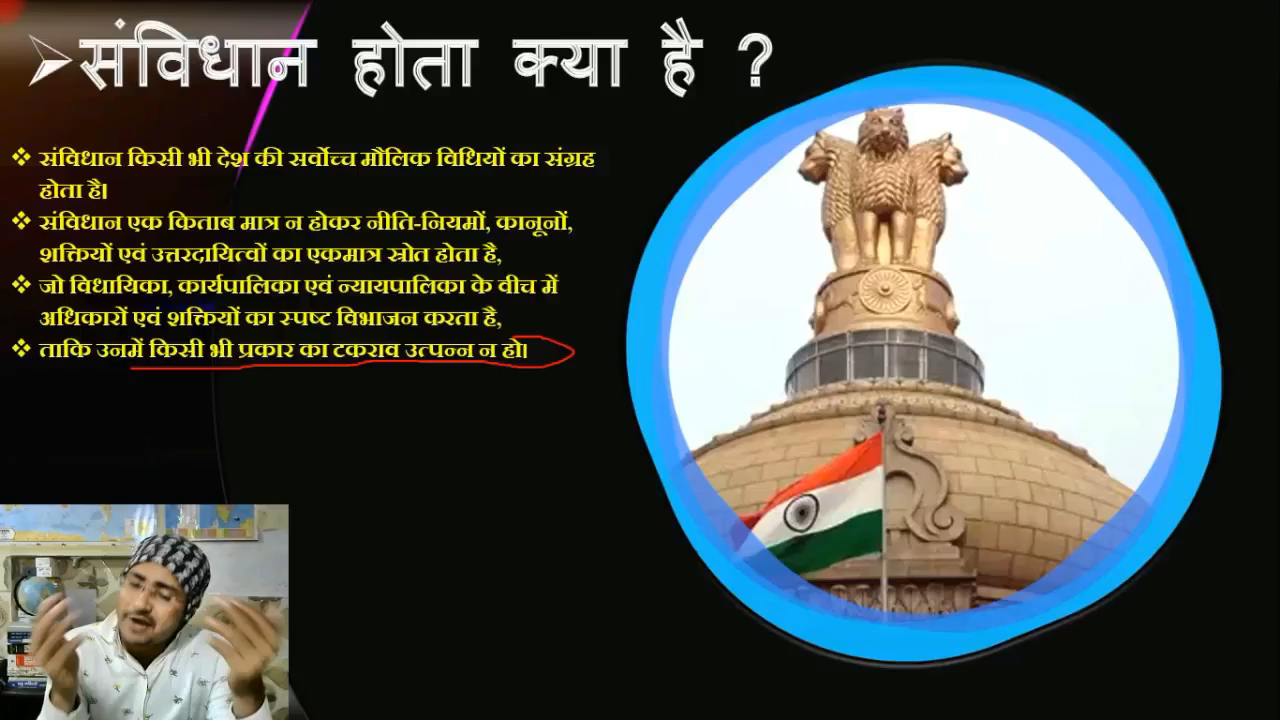 संविधान होता क्या है ?
संविधान किसी भी देश की सर्वोच्च मौलिक विधियों का संग्रह
होता है।
संविधान एक किताब मात्र न होकर नीति-नियमों, कानूनों,
शक्तियों एवं उत्तरदायित्वों का एकमात्र स्रोत होता है,
जो विधायिका, कार्यपालिका एवं न्यायपालिका के वीच में
अधिकारों एवं शक्तियों का स्पष्ट विभाजन करता है,
ताकि उनमें किसी भी प्रकार का टकराव उत्पन्न न हो।